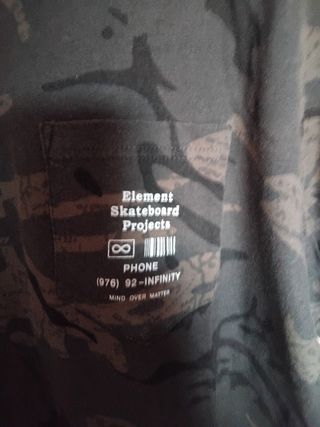 Element
Skateboard
Projects
PHONE
(976) 92-INFINITY
MIND OVER MATTER